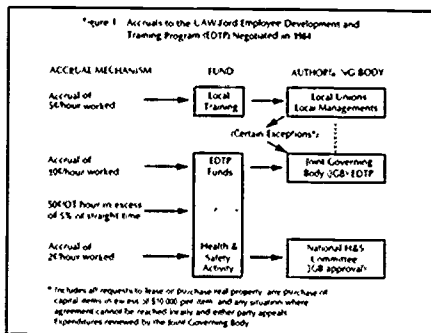 Figure 1 Accruals to the UAW-Ford Employee Development and
Training Program (EDTP) Negotiated in 1984
ACCRUAL MECHANISM FUND AUTHORIZING BODY
Accrual of
5¢/hour worked
Local
Training
Local Unions
Local Managements
(Certain Exceptions*)
Accrual of
10¢/hour worked
EDTP
Funds
Joint Governing
Body (JGB) EDTP
50¢/OT hour in excess
of 5% of straight time
Accrual of
2¢/hour worked
Health &
Safety
Activity
National H&S
Committee
(JGB approval)
* Includes all requests to lease or purchase real property, any purchase of
capital items in excess of $10,000 per item, and any situation where
agreement cannot be reached locally and either party appeals.
Expenditures reviewed by the Joint Governing Body